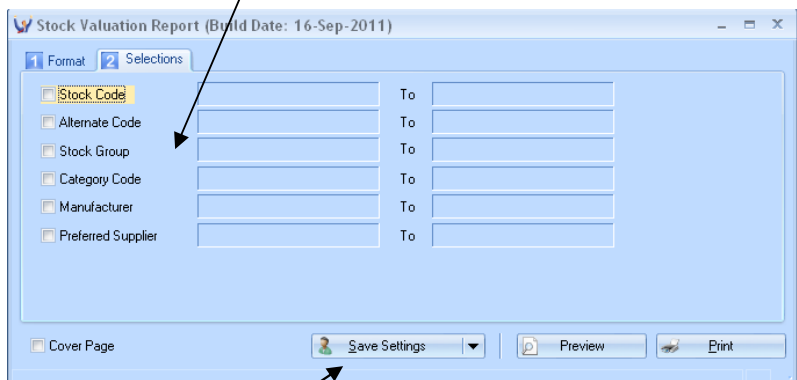 Stock Valuation Report (Build Date: 16-Sep-2011)
1 Format 2 Selections
Stock Code To
Alternate Code To
Stock Group To
Category Code To
Manufacturer To
Preferred Supplier To
Cover Page Save Settings Preview Print